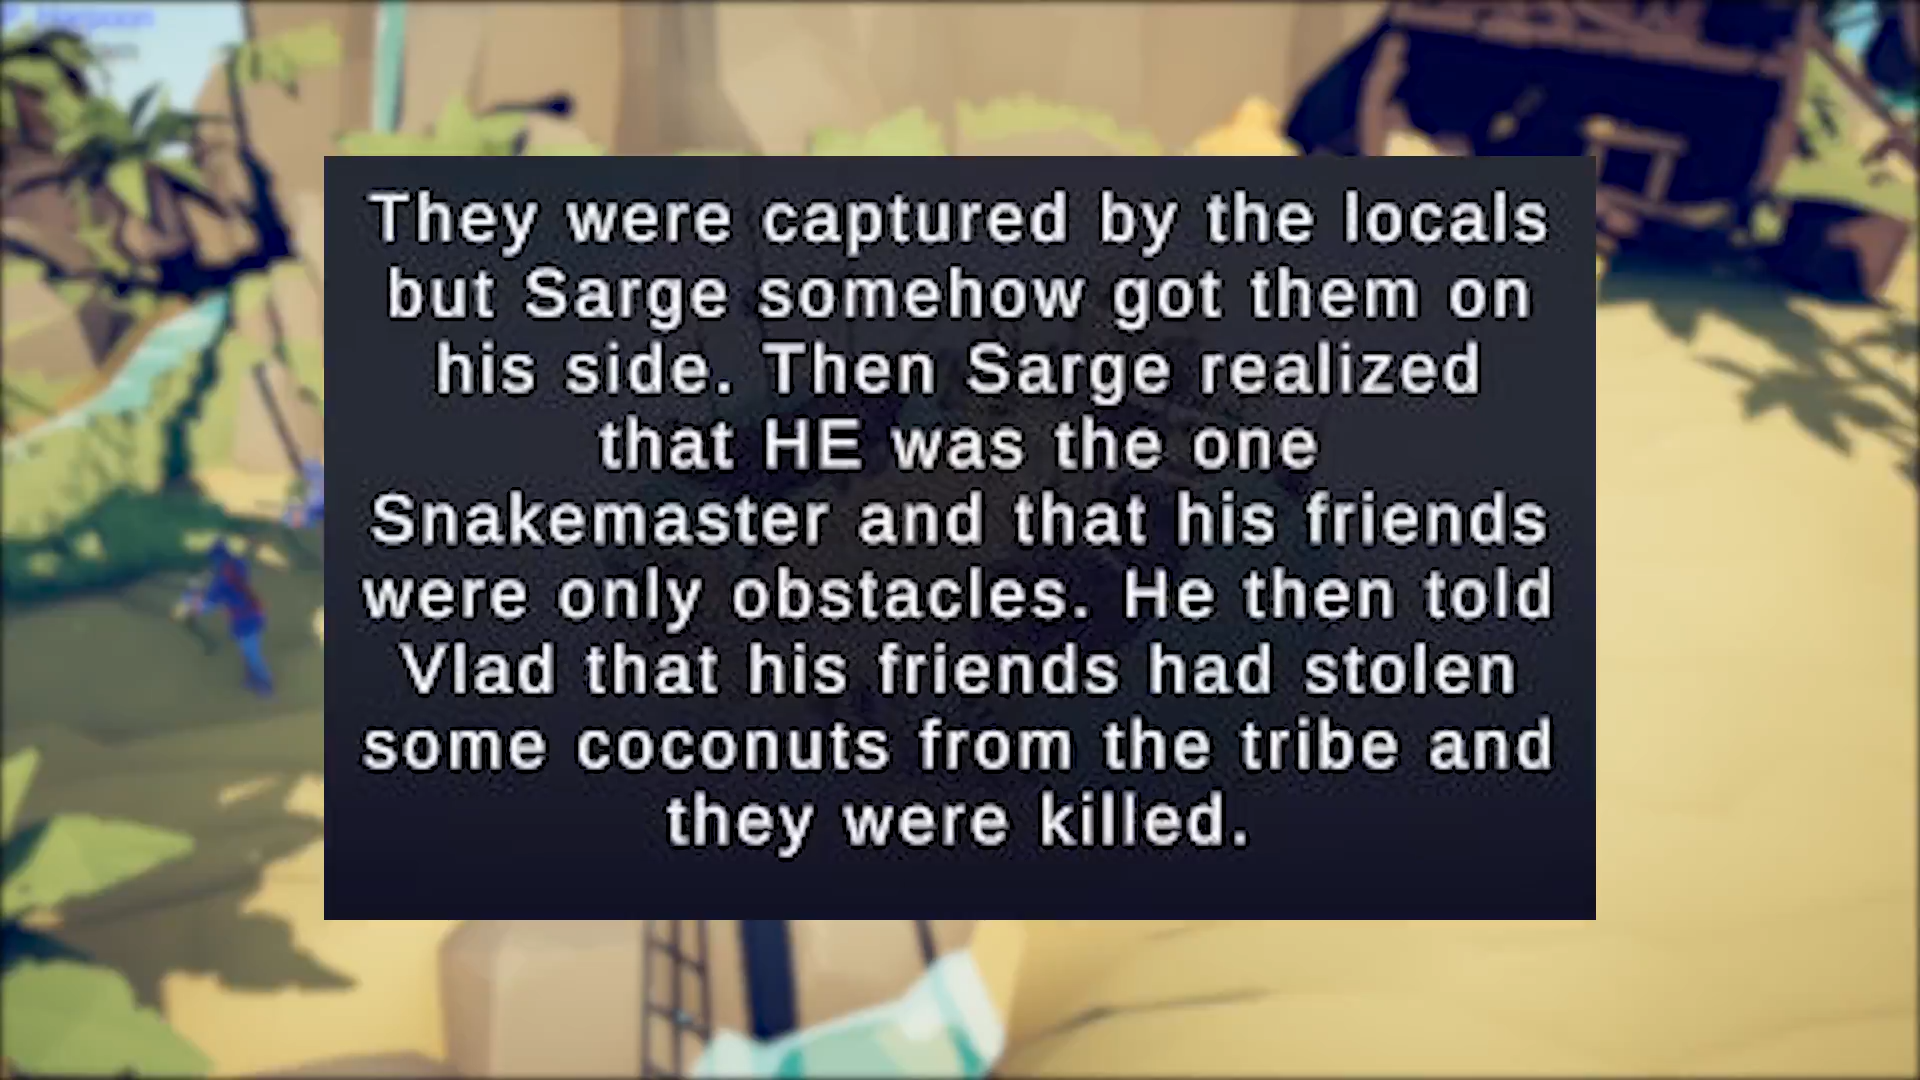 They were captured by the locals
but Sarge somehow got them on
his side. Then Sarge realized
that HE was the one
Snakemaster and that his friends
were only obstacles. He then told
Vlad that his friends had stolen
some coconuts from the tribe and
they were killed.